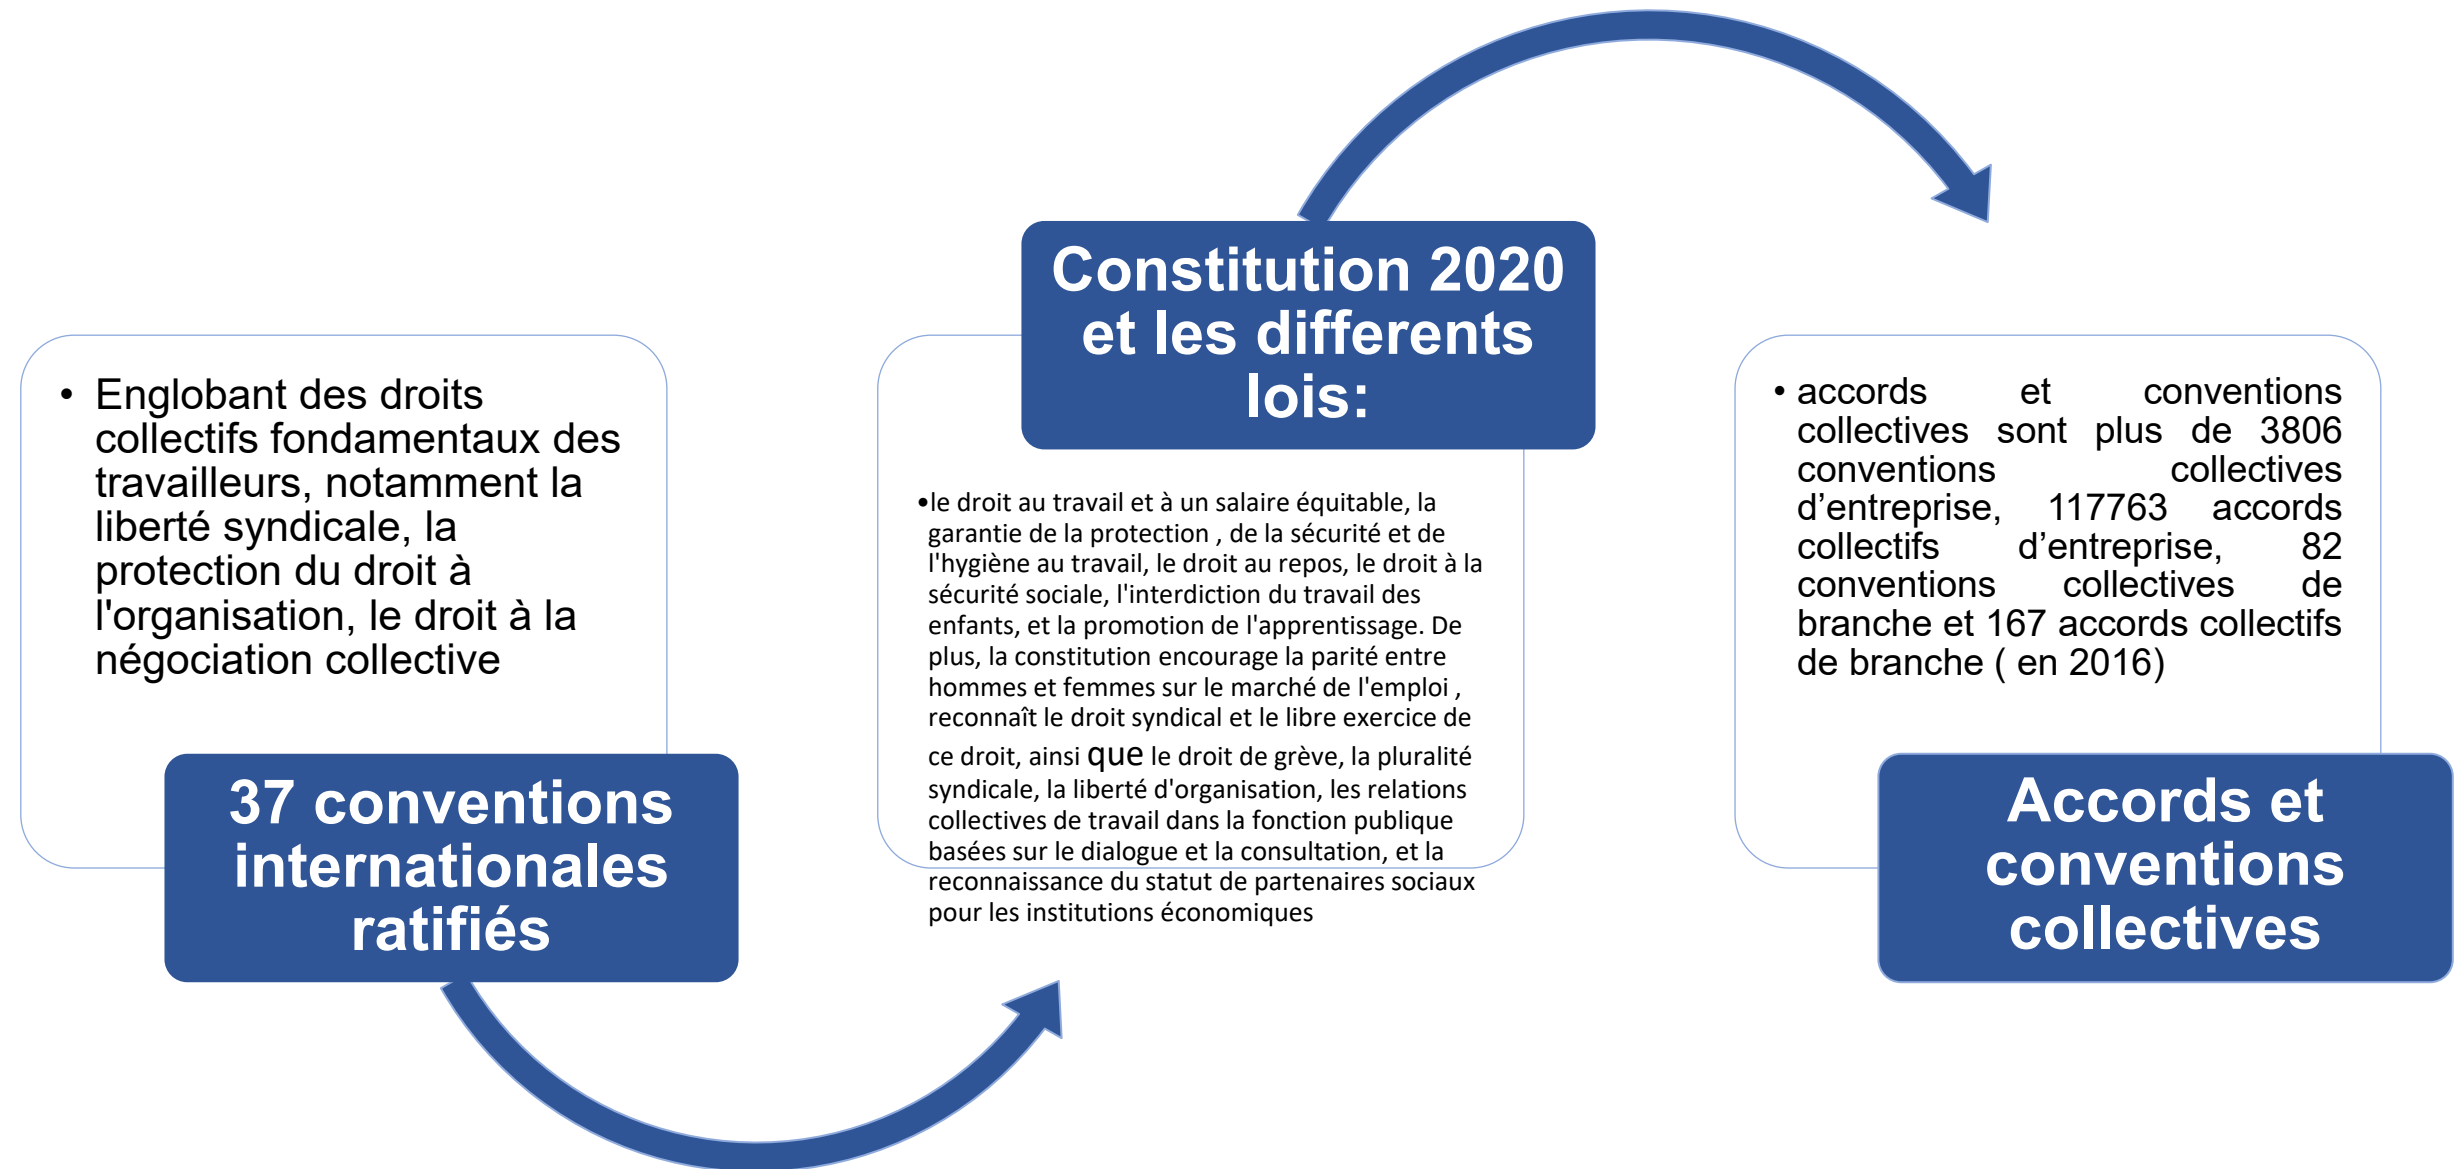 • Englobant des droits
collectifs fondamentaux des
travailleurs, notamment la
liberté syndicale, la
protection du droit à
l'organisation, le droit à la
négociation collective
37 conventions
internationales
ratifiés
Constitution 2020
et les differents
lois:
•le droit au travail et à un salaire équitable, la
garantie de la protection , de la sécurité et de
l'hygiène au travail, le droit au repos, le droit à la
sécurité sociale, l'interdiction du travail des
enfants, et la promotion de l'apprentissage. De
plus, la constitution encourage la parité entre
hommes et femmes sur le marché de l'emploi ,
reconnaît le droit syndical et le libre exercice de
ce droit, ainsi que le droit de grève, la pluralité
syndicale, la liberté d'organisation, les relations
collectives de travail dans la fonction publique
basées sur le dialogue et la consultation, et la
reconnaissance du statut de partenaires sociaux
pour les institutions économiques
• accords et conventions
collectives sont plus de 3806
conventions collectives
d’entreprise, 117763 accords
collectifs d’entreprise, 82
conventions collectives de
branche et 167 accords collectifs
de branche ( en 2016)
Accords et
conventions
collectives